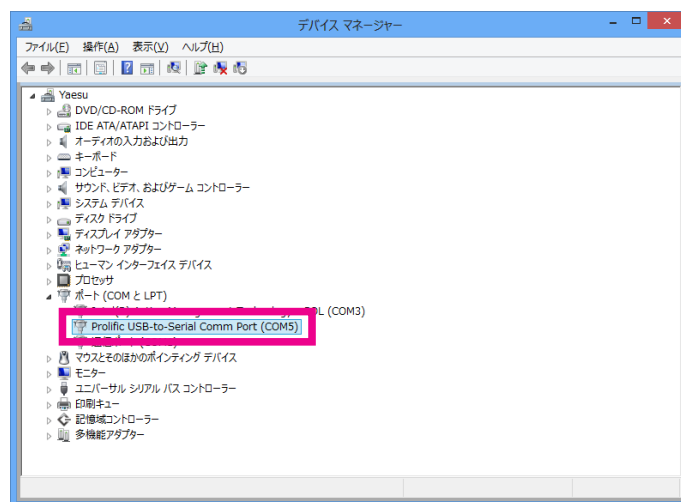 デバイス マネージャー
ファイル(F) 操作(A) 表示(V) ヘルプ(H)
Yaesu
DVD/CD-ROM ドライブ
IDE ATA/ATAPI コントローラー
オーディオの入力および出力
キーボード
コンピューター
サウンド、ビデオ、およびゲーム コントローラー
システム デバイス
ディスク ドライブ
ディスプレイ アダプター
ネットワーク アダプター
ヒューマン インターフェイス デバイス
プロセッサ
ポート (COM と LPT)
(COM3)
Prolific USB-to-Serial Comm Port (COM5)
マウスとそのほかのポインティング デバイス
モニター
ユニバーサル シリアル バス コントローラー
印刷キュー
記憶域コントローラー
多機能アダプター